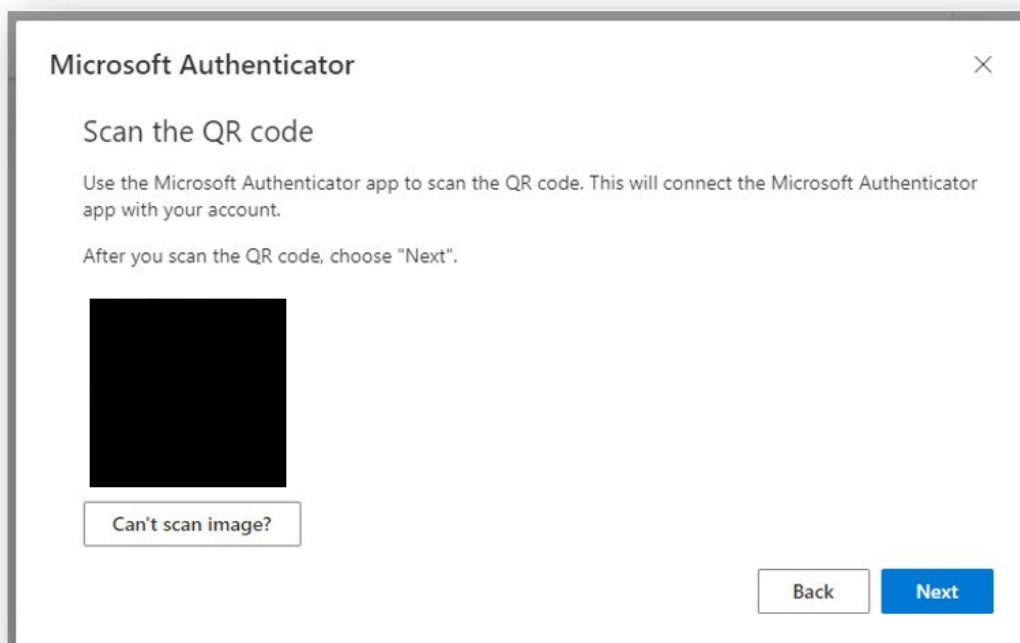 Microsoft Authenticator
Scan the QR code
Use the Microsoft Authenticator app to scan the QR code. This will connect the Microsoft Authenticator
app with your account.
After you scan the QR code, choose "Next".
Can't scan image?
Back
Next